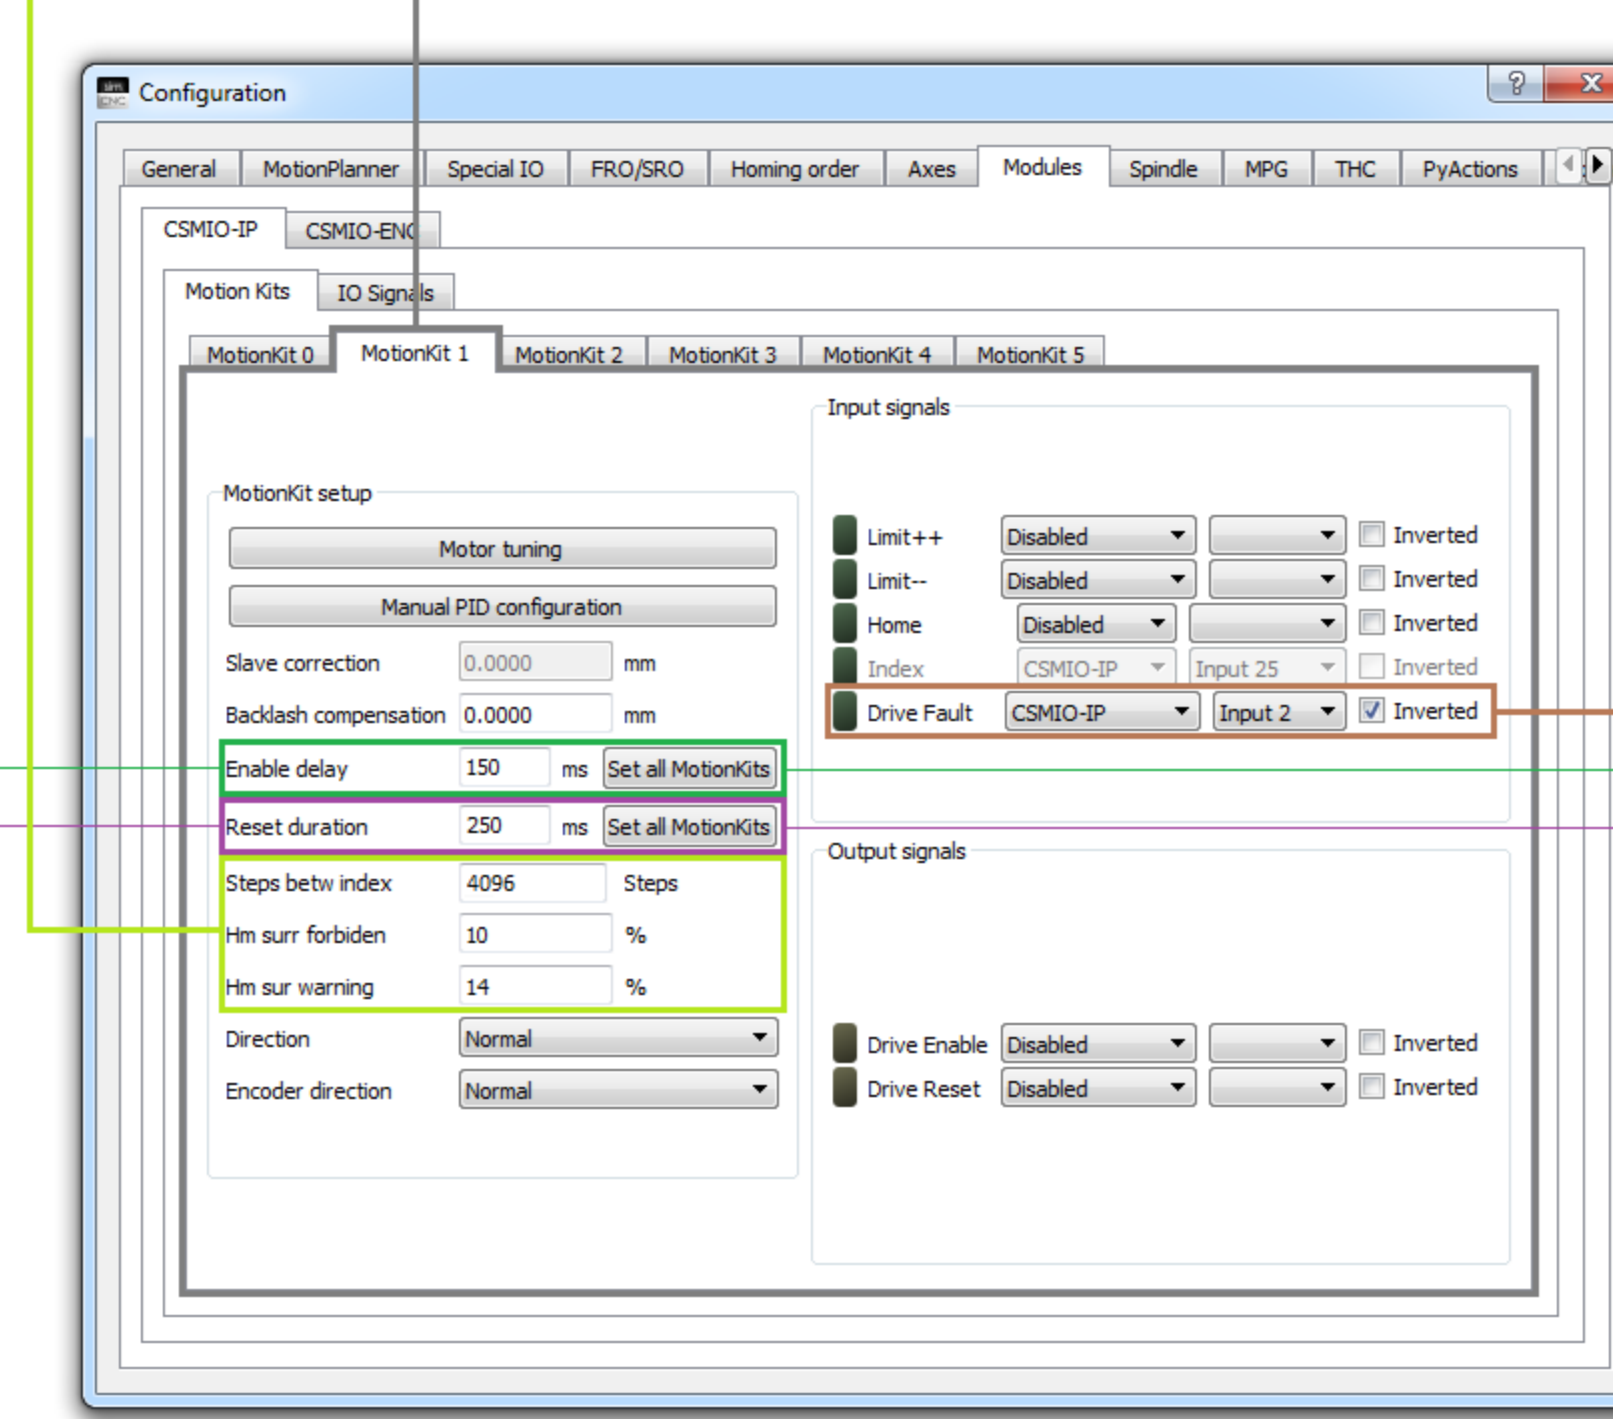 Configuration
General MotionPlanner Special IO FRO/SRO Homing order Axes Modules Spindle MPG THC PyActions
CSMIO-IP CSMIO-ENC
Motion Kits IO Signals
MotionKit 0 MotionKit 1 MotionKit 2 MotionKit 3 MotionKit 4 MotionKit 5
MotionKit setup
Motor tuning
Manual PID configuration
Slave correction 0.0000 mm
Backlash compensation 0.0000 mm
Enable delay 150 ms Set all MotionKits
Reset duration 250 ms Set all MotionKits
Steps betw index 4096 Steps
Hm surr forbiden 10 %
Hm sur warning 14 %
Direction Normal
Encoder direction Normal
Input signals
Limit++ Disabled Inverted
Limit-- Disabled Inverted
Home Disabled Inverted
Index CSMIO-IP Input 25 Inverted
Drive Fault CSMIO-IP Input 2 Inverted
Output signals
Drive Enable Disabled Inverted
Drive Reset Disabled Inverted